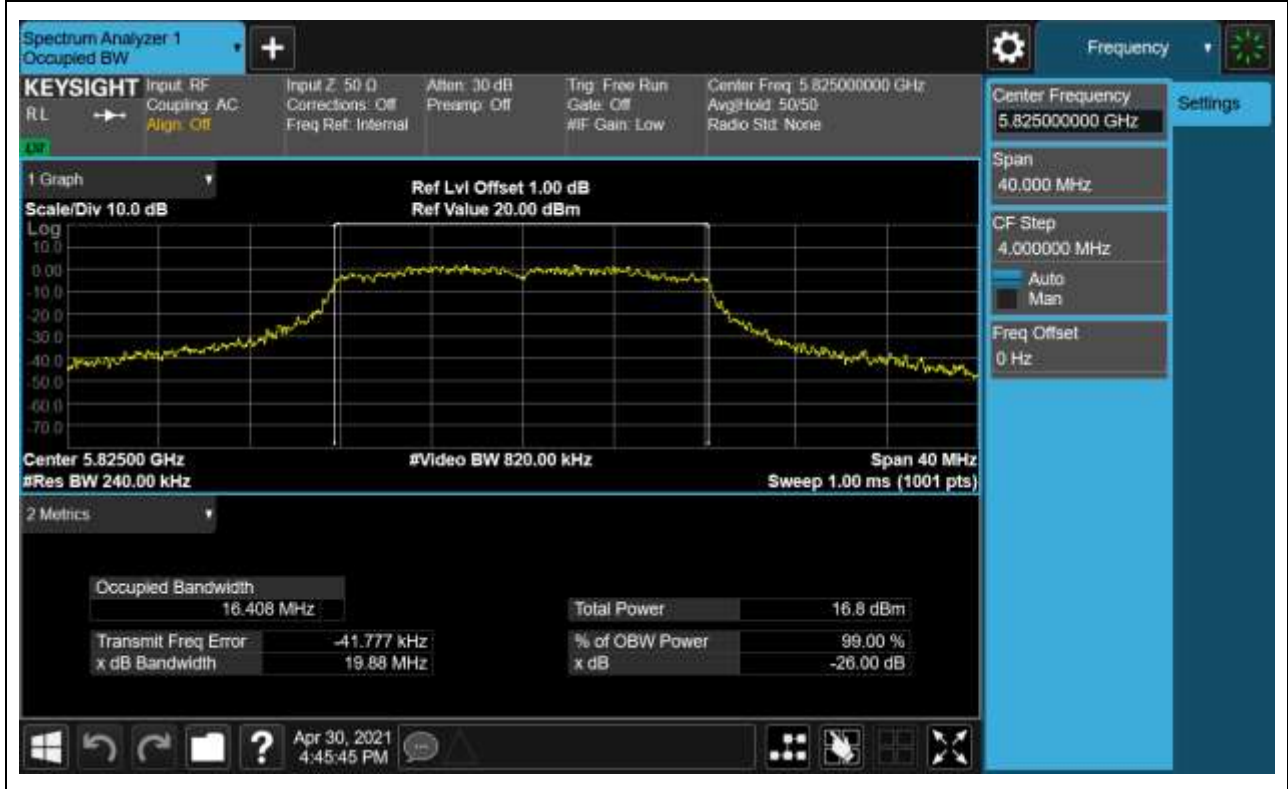 Spectrum Analyzer 1
Occupied BW
Frequency
KEYSIGHT
RL
Input: RF
Coupling: AC
Align: Off
Input Z: 50 Ω
Corrections: Off
Freq Ref: Internal
Atten: 30 dB
Preamp: Off
Trig: Free Run
Gate: Off
#IF Gain: Low
Center Freq: 5.825000000 GHz
Avg|Hold: 50/50
Radio Std: None
Center Frequency
5.825000000 GHz
Settings
Span
40.000 MHz
CF Step
4.000000 MHz
Auto
Man
Freq Offset
0 Hz
1 Graph
Scale/Div 10.0 dB
Ref Lvl Offset 1.00 dB
Ref Value 20.00 dBm
Log
10.0
0.00
-10.0
-20.0
-30.0
-40.0
-50.0
-60.0
-70.0
Center 5.82500 GHz
#Video BW 820.00 kHz
Span 40 MHz
#Res BW 240.00 kHz
Sweep 1.00 ms (1001 pts)
2 Metrics
Occupied Bandwidth
16.408 MHz
Total Power 16.8 dBm
Transmit Freq Error -41.777 kHz
% of OBW Power 99.00 %
x dB Bandwidth 19.88 MHz
x dB -26.00 dB
Apr 30, 2021
4:45:45 PM